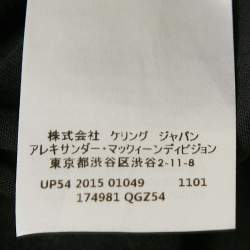 株式会社 ケリング ジャパン
アレキサンダー・マックィーンディビジョン
東京都渋谷区渋谷2-11-8
UP54 2015 01049 1101
174981 QGZ54